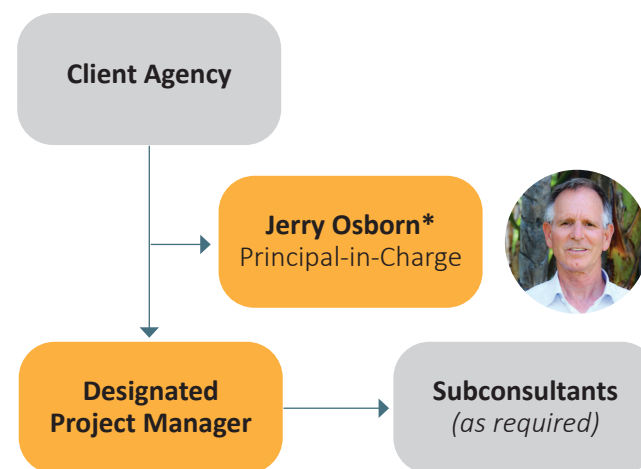 Client Agency
Jerry Osborn*
Principal-in-Charge
Designated
Project Manager
Subconsultants
(as required)